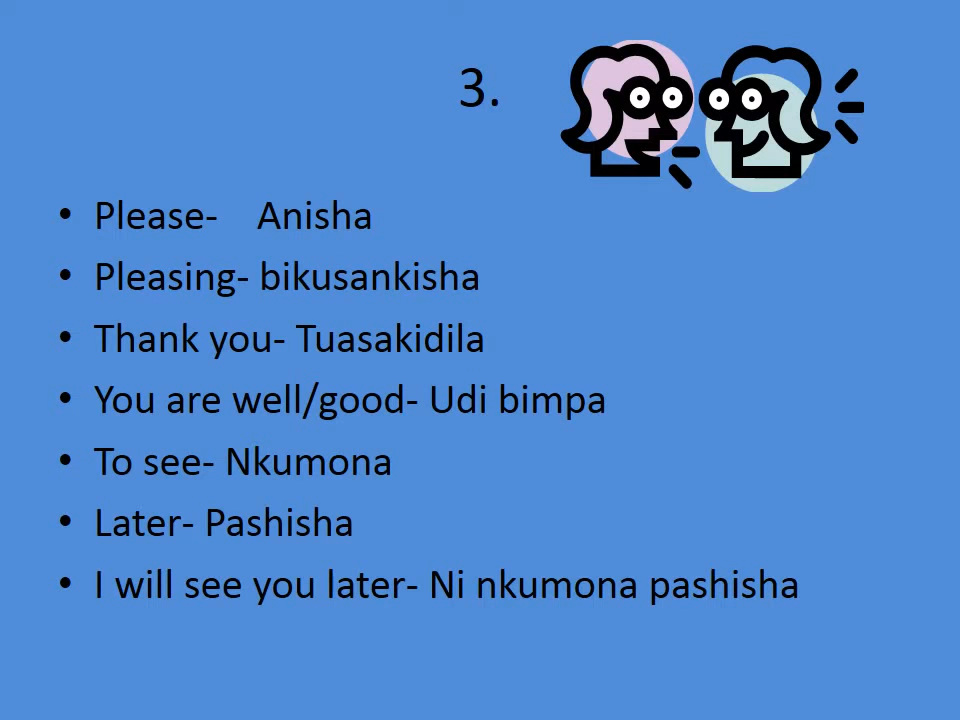 3.
• Please- Anisha
• Pleasing- bikusankisha
• Thank you- Tuasakidila
• You are well/good- Udi bimpa
• To see- Nkumona
• Later- Pashisha
• I will see you later- Ni nkumona pashisha